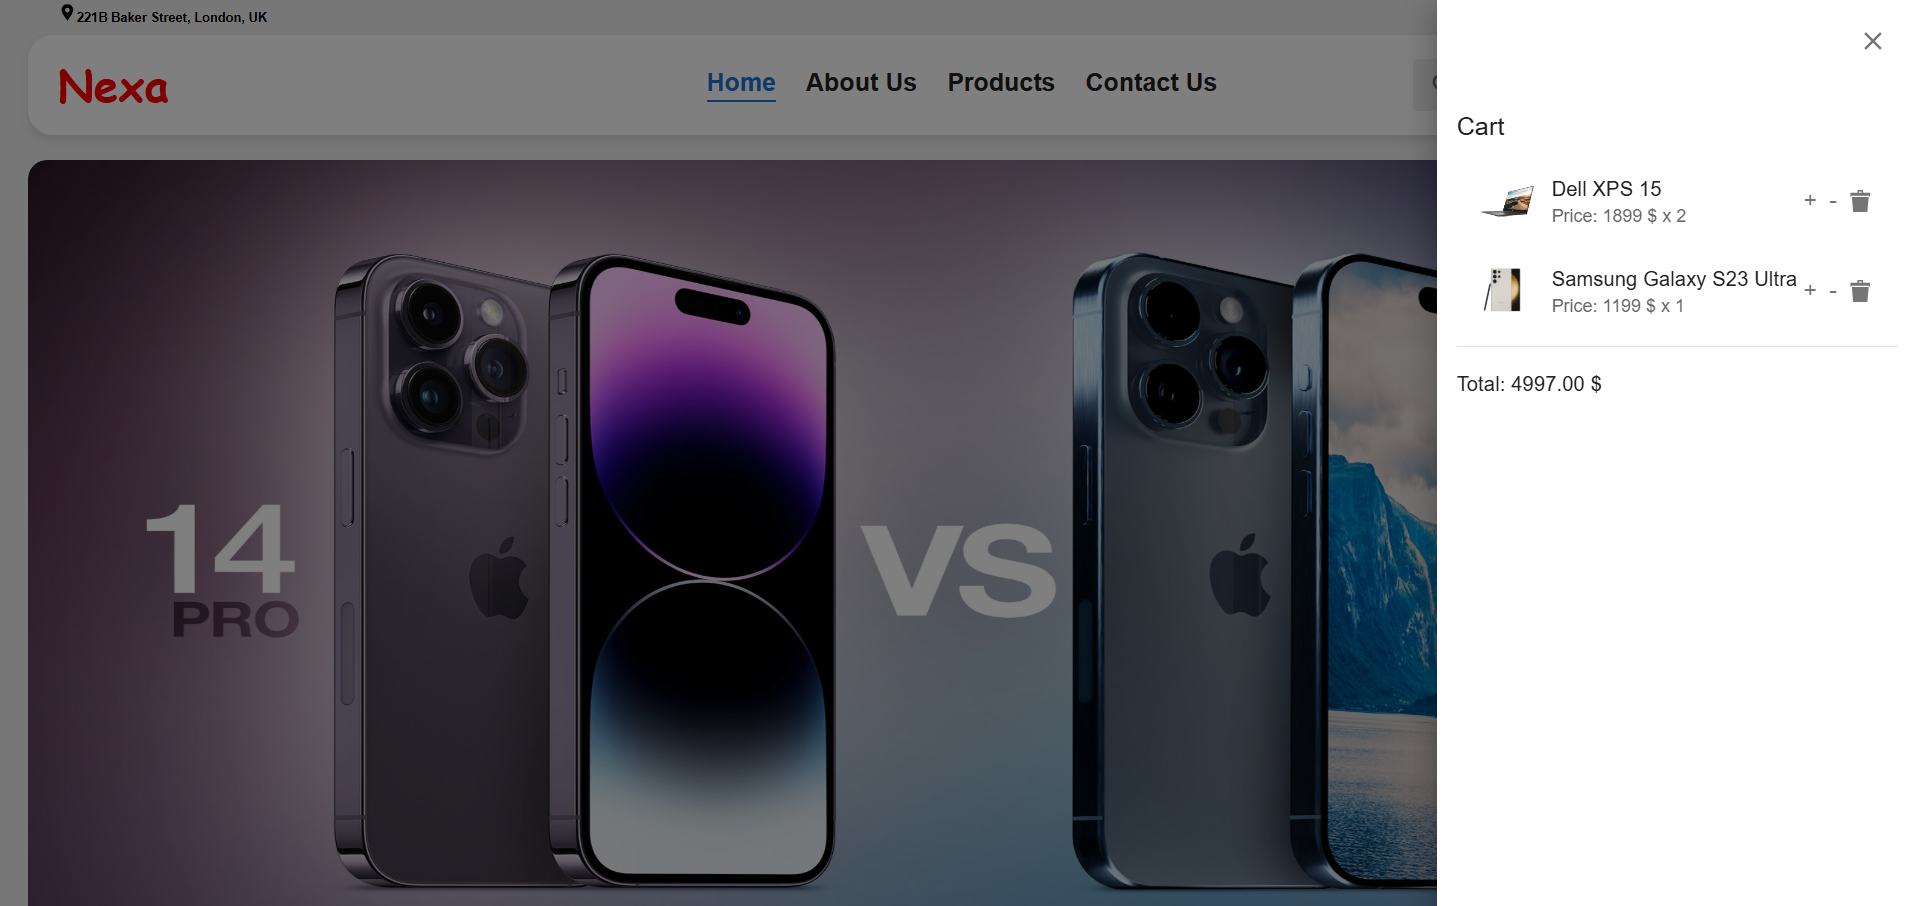 221B Baker Street, London, UK
Nexa
Home About Us Products Contact Us
14
PRO
VS
Cart
Dell XPS 15
Price: 1899 $ x 2
+ -
Samsung Galaxy S23 Ultra
Price: 1199 $ x 1
+ -
Total: 4997.00 $